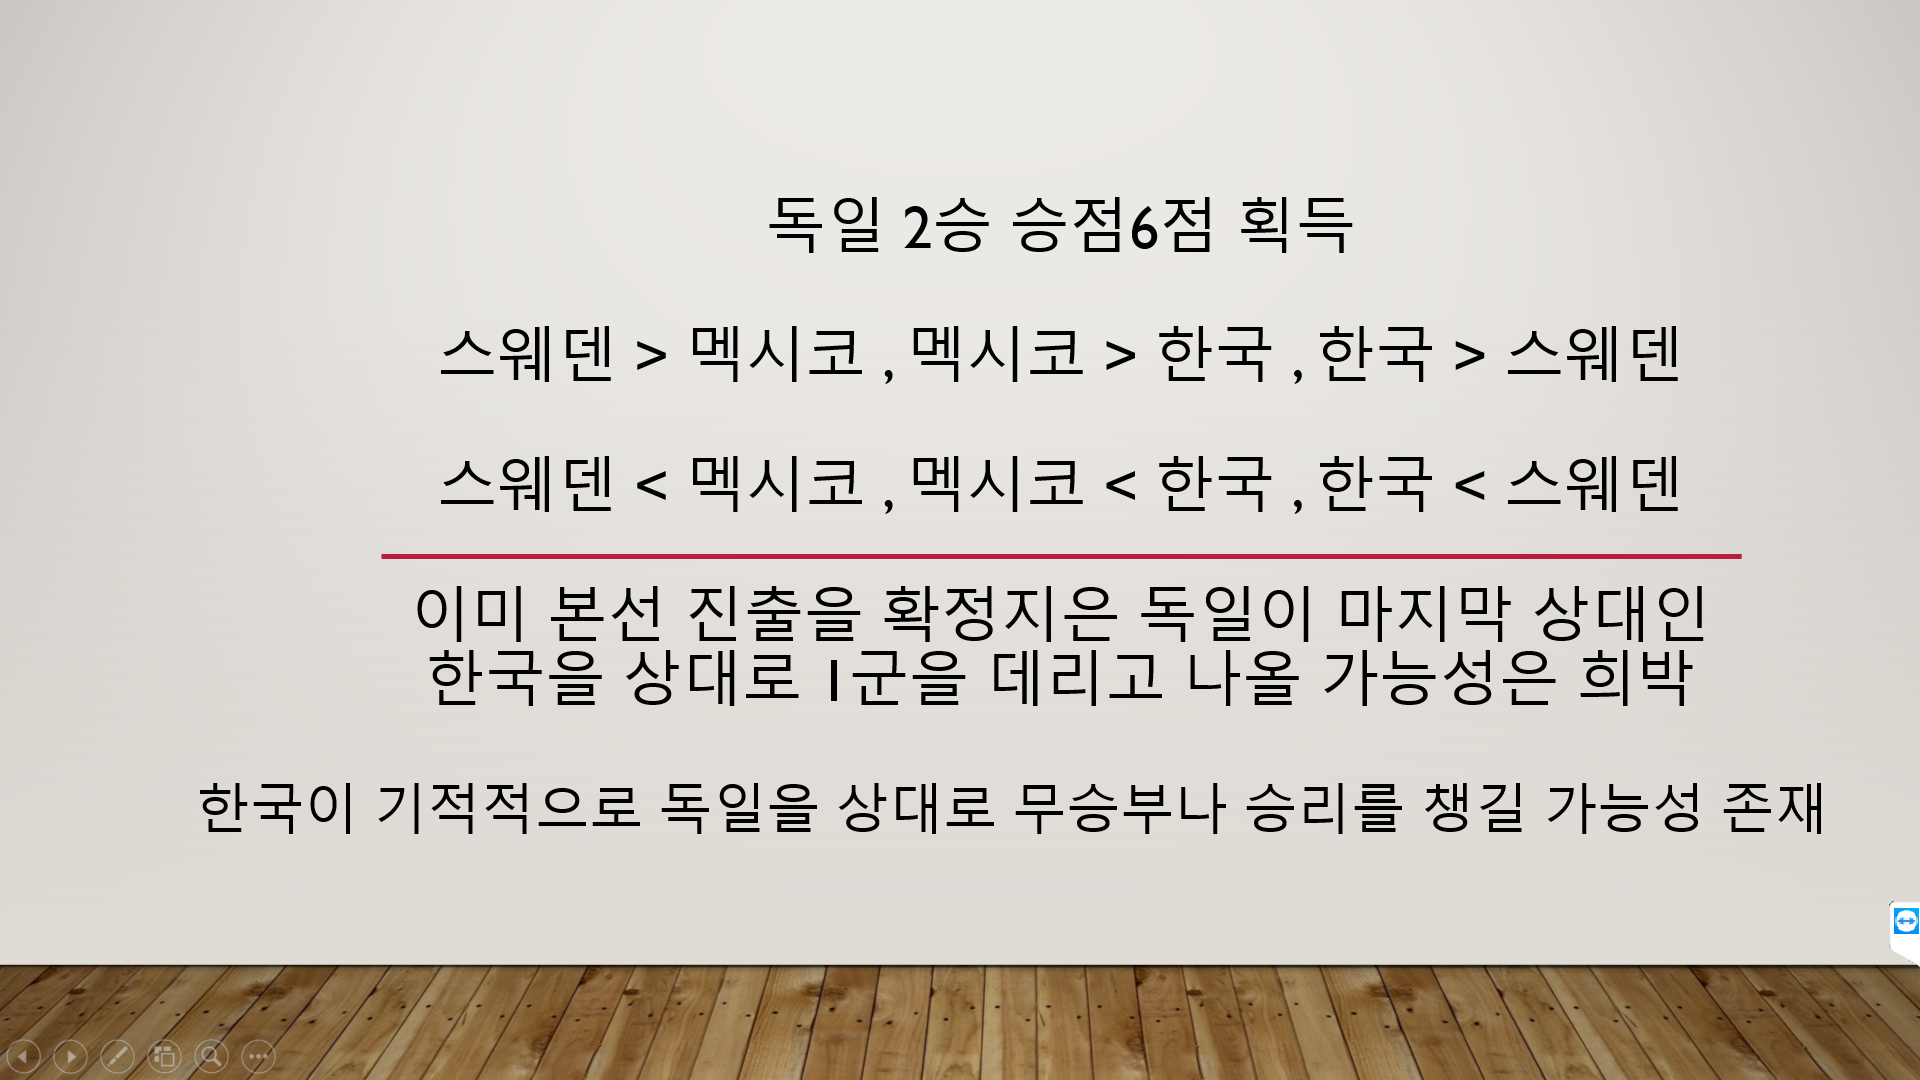 독일 2승 승점6점 획득
스웨덴 > 멕시코 , 멕시코 > 한국 , 한국 > 스웨덴
스웨덴 < 멕시코 , 멕시코 < 한국 , 한국 < 스웨덴
이미 본선 진출을 확정지은 독일이 마지막 상대인
한국을 상대로 1군을 데리고 나올 가능성은 희박
한국이 기적적으로 독일을 상대로 무승부나 승리를 챙길 가능성 존재